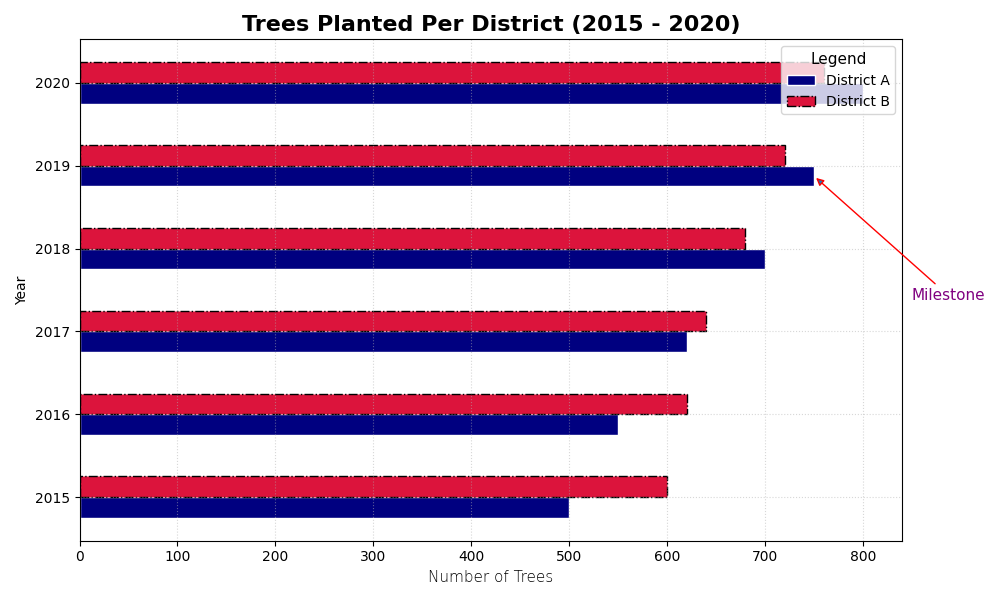 Trees Planted Per District (2015 - 2020)
Legend
District A
District B
2020
2019
2018
2017
2016
2015
Year
Milestone
0 100 200 300 400 500 600 700 800
Number of Trees